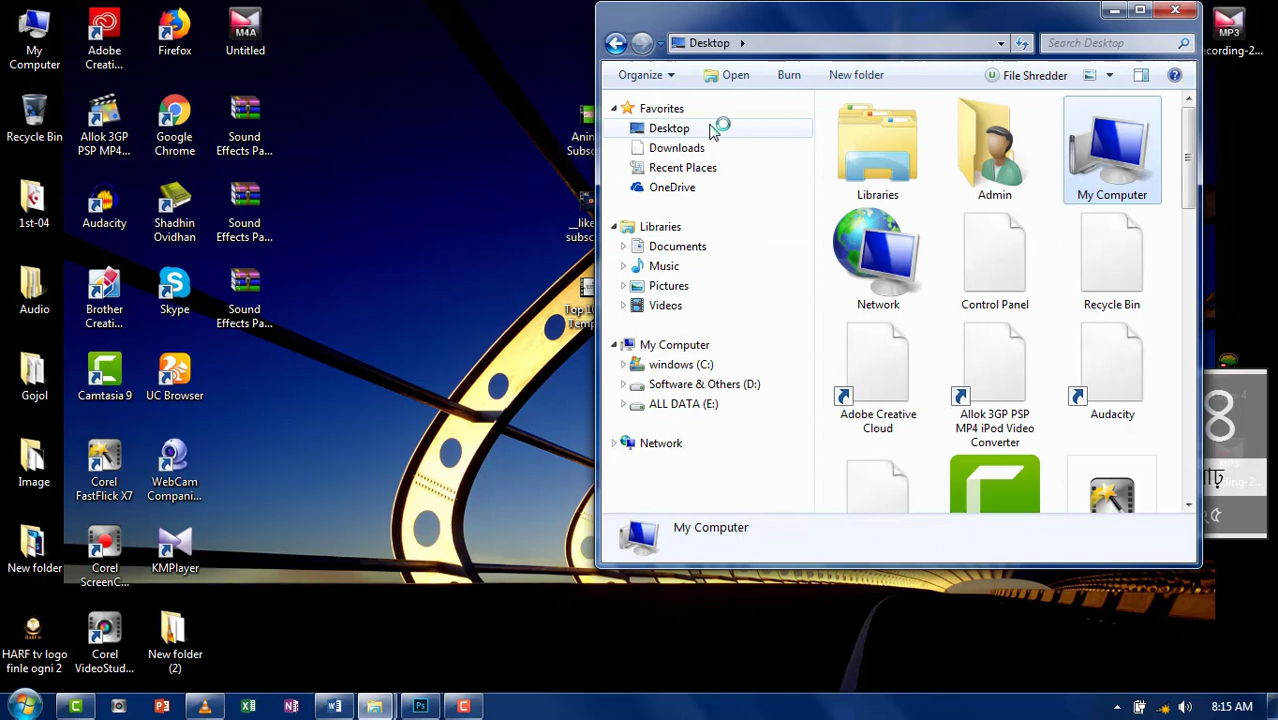 My
Computer
Adobe
Creati...
Firefox
M4A
Untitled
Recycle Bin
Allok 3GP
PSP MP4...
Google
Chrome
Sound
Effects Pa...
1st-04
Audacity
Shadhin
Ovidhan
Sound
Effects Pa...
Audio
Brother
Creati...
Skype
Sound
Effects Pa...
Gojol
Camtasia 9
UC Browser
Image
Corel
FastFlick X7
WebCam
Compani...
New folder
Corel
ScreenC...
KMPlayer
HARF tv logo
finle ogni 2
Corel
VideoStud...
New folder
(2)
Desktop
Search Desktop
Organize
Open
Burn
New folder
File Shredder
Favorites
Desktop
Downloads
Recent Places
OneDrive
Libraries
Documents
Music
Pictures
Videos
My Computer
windows (C:)
Software & Others (D:)
ALL DATA (E:)
Network
Libraries
Admin
My Computer
Network
Control Panel
Recycle Bin
Adobe Creative
Cloud
Allok 3GP PSP
MP4 iPod Video
Converter
Audacity
My Computer
MP3
8:15 AM